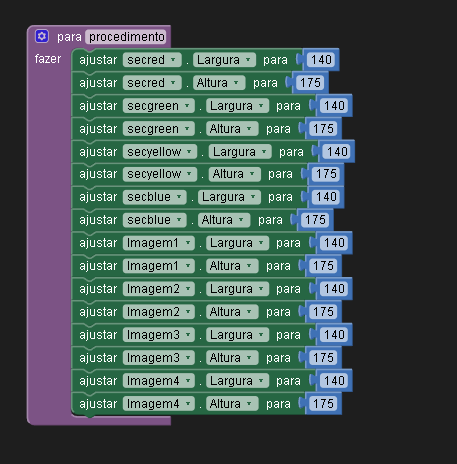 para procedimento
fazer ajustar secred . Largura para 140
ajustar secred . Altura para 175
ajustar secgreen . Largura para 140
ajustar secgreen . Altura para 175
ajustar secyellow . Largura para 140
ajustar secyellow . Altura para 175
ajustar secblue . Largura para 140
ajustar secblue . Altura para 175
ajustar Imagem1 . Largura para 140
ajustar Imagem1 . Altura para 175
ajustar Imagem2 . Largura para 140
ajustar Imagem2 . Altura para 175
ajustar Imagem3 . Largura para 140
ajustar Imagem3 . Altura para 175
ajustar Imagem4 . Largura para 140
ajustar Imagem4 . Altura para 175